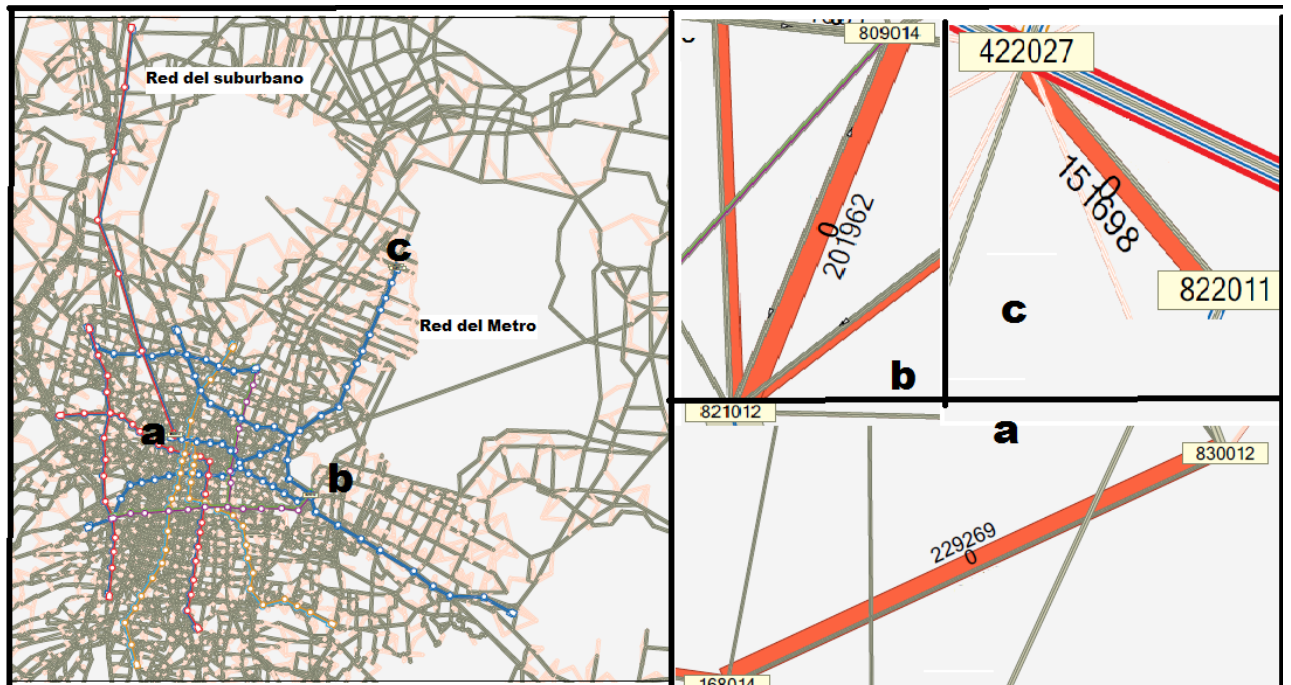 Red del suburbano
c
Red del Metro
a
b
809014
0
201962
b
821012
422027
0
151698
822011
c
a
830012
229269
0
168014